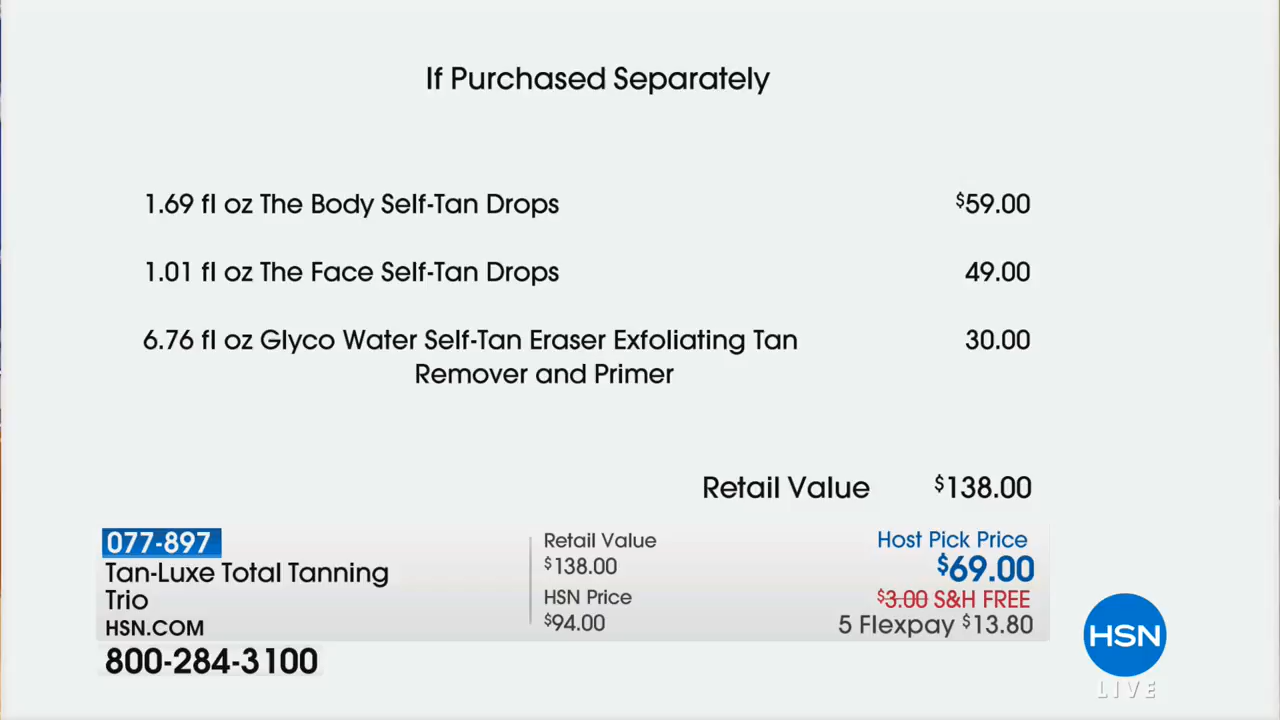 If Purchased Separately
1.69 fl oz The Body Self-Tan Drops $59.00
1.01 fl oz The Face Self-Tan Drops 49.00
6.76 fl oz Glyco Water Self-Tan Eraser Exfoliating Tan 30.00
Remover and Primer
Retail Value $138.00
077-897
Tan-Luxe Total Tanning
Trio
HSN.COM
800-284-3100
Retail Value
$138.00
HSN Price
$94.00
Host Pick Price
$69.00
$3.00 S&H FREE
5 Flexpay $13.80
HSN
LIVE